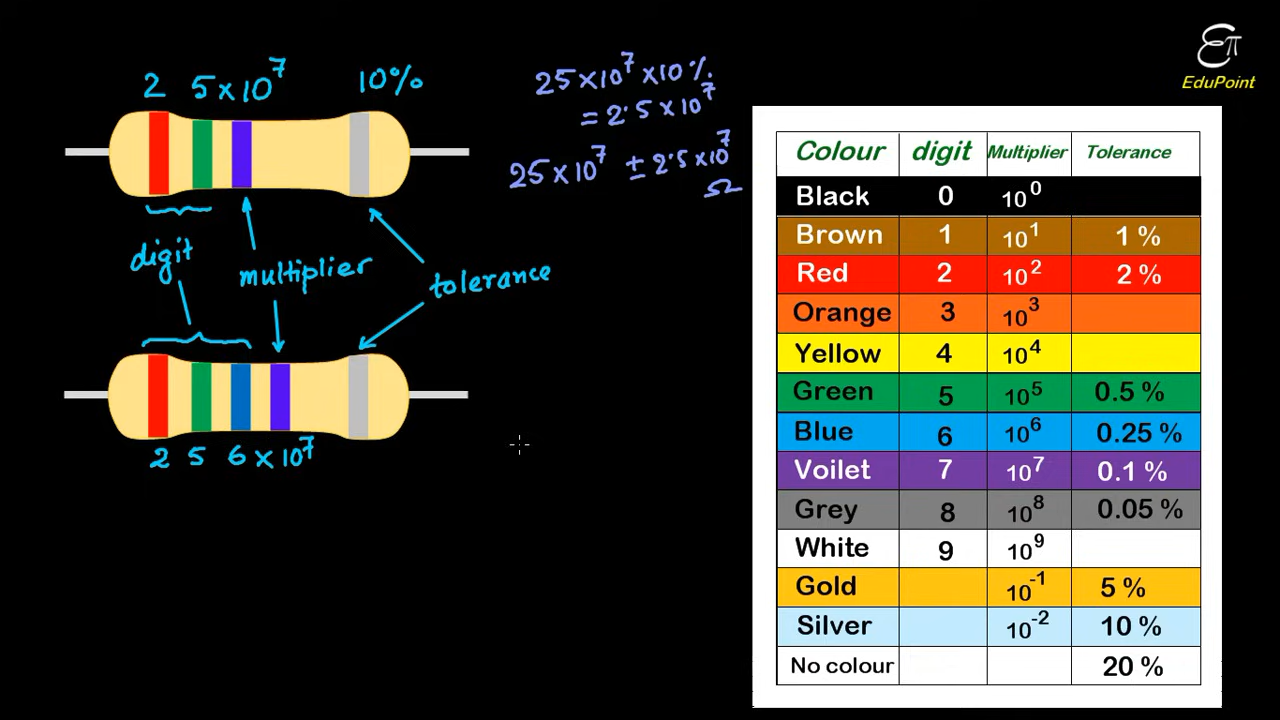 επ
EduPoint
2 5×10⁷ 10%
25×10⁷×10%
= 2.5×10⁷
25×10⁷ ± 2.5×10⁷
Ω
digit
multiplier
tolerance
2 5 6×10⁷
Colour digit Multiplier Tolerance
Black 0 10⁰
Brown 1 10¹ 1 %
Red 2 10² 2 %
Orange 3 10³
Yellow 4 10⁴
Green 5 10⁵ 0.5 %
Blue 6 10⁶ 0.25 %
Voilet 7 10⁷ 0.1 %
Grey 8 10⁸ 0.05 %
White 9 10⁹
Gold 10⁻¹ 5 %
Silver 10⁻² 10 %
No colour 20 %